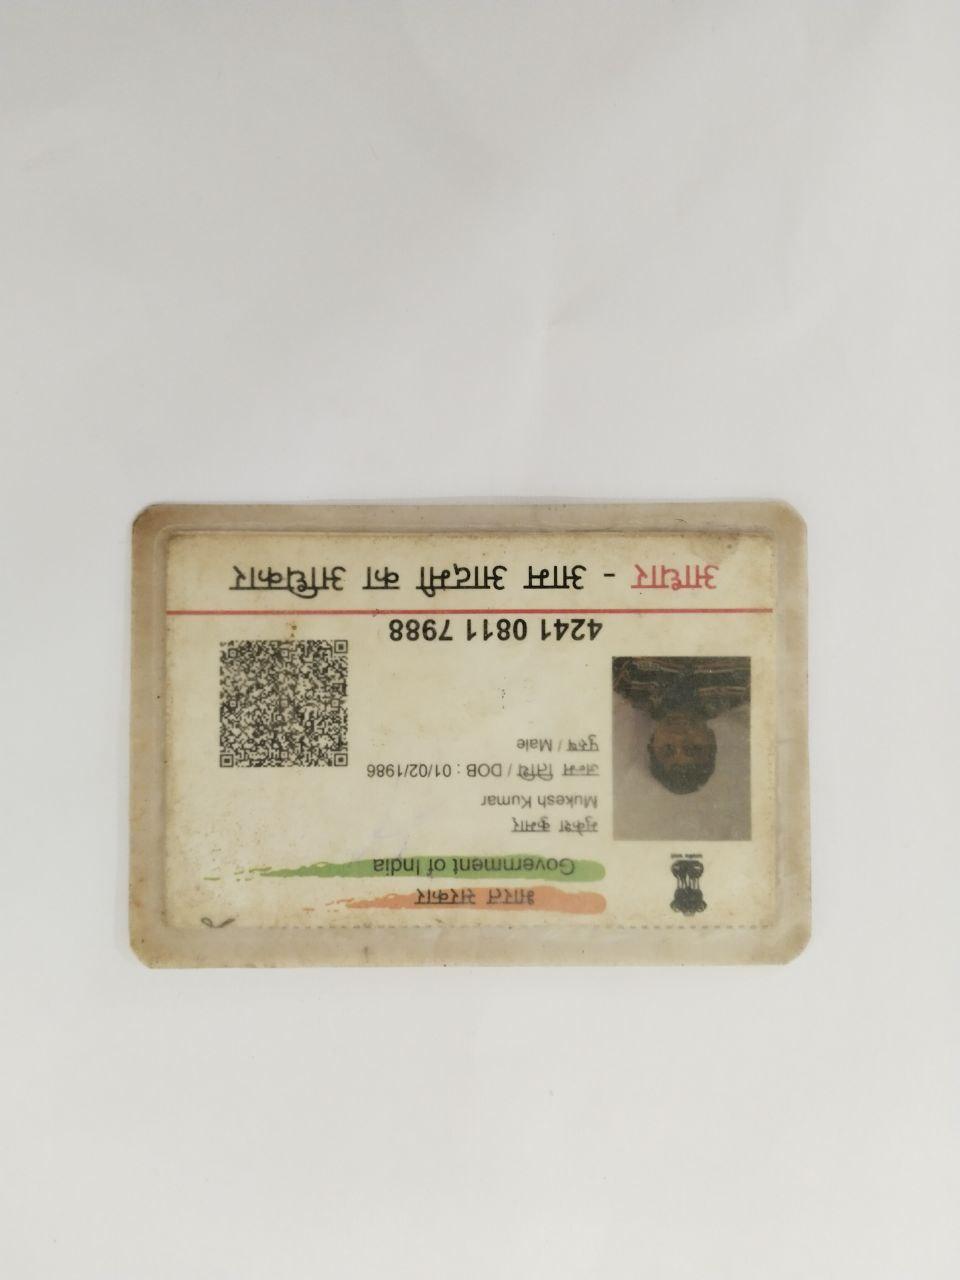 भारत सरकार
Government of India
मुकेश कुमार
Mukesh Kumar
जन्म तिथि / DOB : 01/02/1986
पुरुष / Male
4241 0811 7988
आधार - आम आदमी का अधिकार